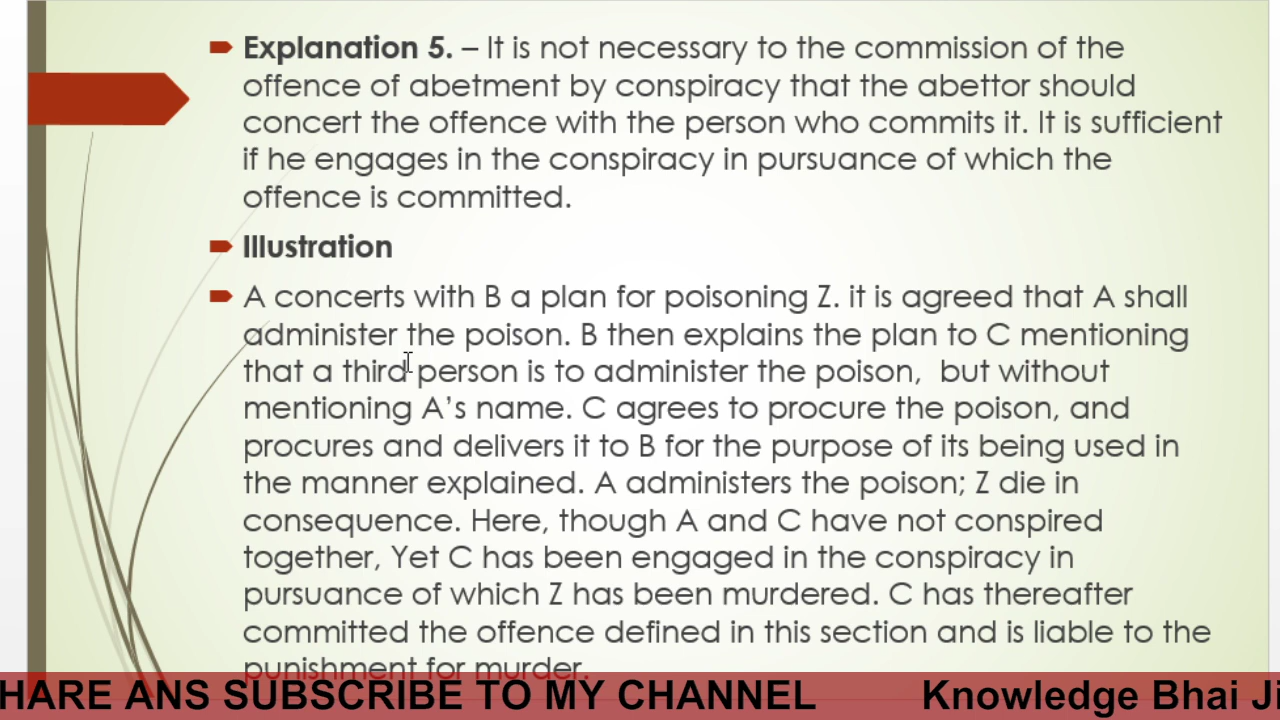 Explanation 5. – It is not necessary to the commission of the
offence of abetment by conspiracy that the abettor should
concert the offence with the person who commits it. It is sufficient
if he engages in the conspiracy in pursuance of which the
offence is committed.
Illustration
A concerts with B a plan for poisoning Z. it is agreed that A shall
administer the poison. B then explains the plan to C mentioning
that a third person is to administer the poison,  but without
mentioning A’s name. C agrees to procure the poison, and
procures and delivers it to B for the purpose of its being used in
the manner explained. A administers the poison; Z die in
consequence. Here, though A and C have not conspired
together, Yet C has been engaged in the conspiracy in
pursuance of which Z has been murdered. C has thereafter
committed the offence defined in this section and is liable to the
punishment for murder.
HARE ANS SUBSCRIBE TO MY CHANNEL Knowledge Bhai Ji